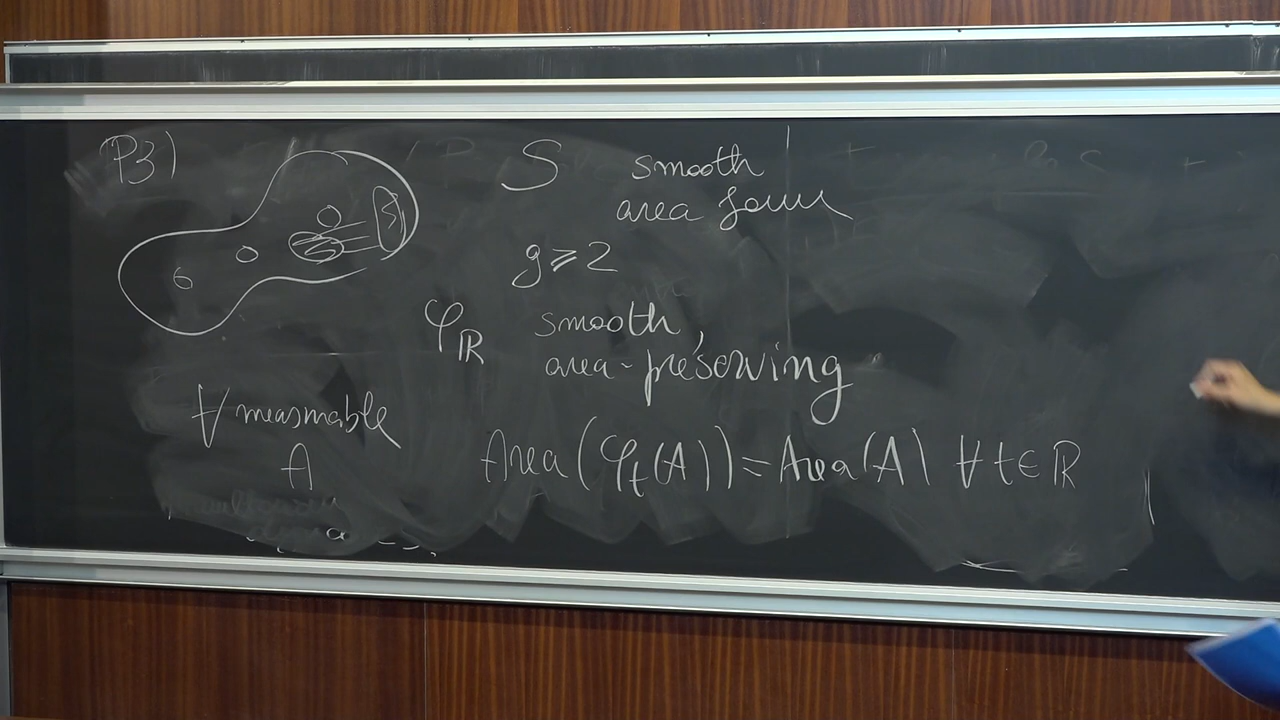 P3)
S smooth
area form
g ⩾ 2
φ_ℝ smooth,
area-preserving
∀ measurable
A
Area(φ_t(A)) = Area(A) ∀ t ∈ ℝ